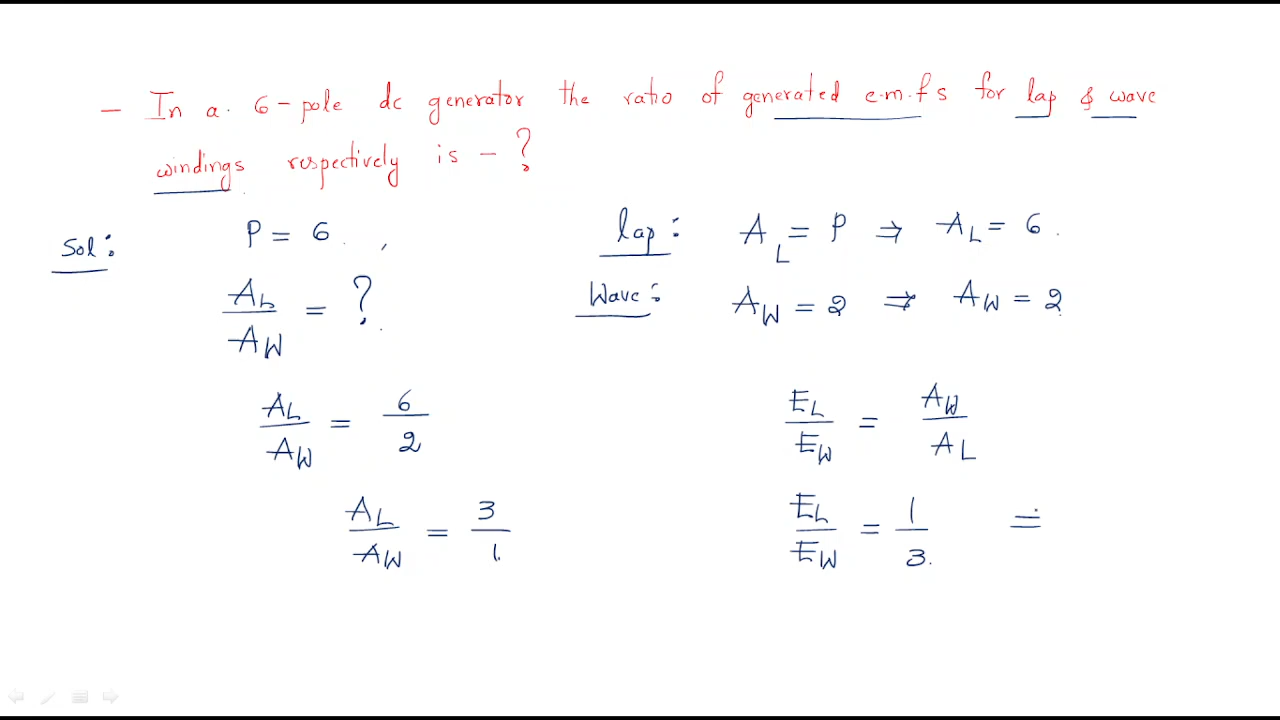 - In a. 6-pole dc generator the ratio of generated e.m.f s for lap & wave
windings respectively is - ?
Sol:
P = 6 ,
A_L / A_W = ?
A_L / A_W = 6 / 2
A_L / A_W = 3 / 1.
lap: A_L = P ⇒ A_L = 6.
Wave: A_W = 2 ⇒ A_W = 2
E_L / E_W = A_W / A_L
E_L / E_W = 1 / 3.